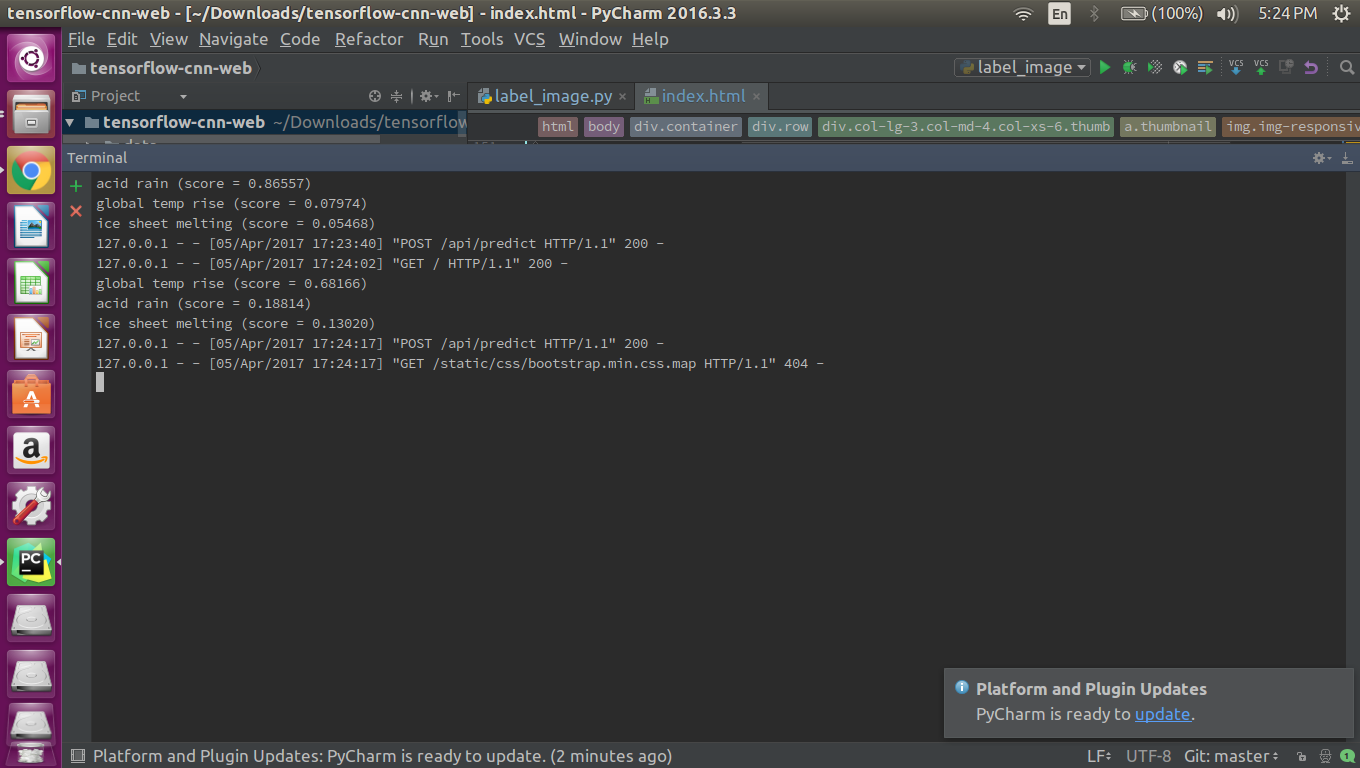 tensorflow-cnn-web - [~/Downloads/tensorflow-cnn-web] - index.html - PyCharm 2016.3.3
En
(100%)
5:24 PM
File Edit View Navigate Code Refactor Run Tools VCS Window Help
tensorflow-cnn-web
label_image
VCS
VCS
Project
label_image.py
index.html
tensorflow-cnn-web ~/Downloads/tensorflow
html body div.container div.row div.col-lg-3.col-md-4.col-xs-6.thumb a.thumbnail img.img-responsiv
Terminal
acid rain (score = 0.86557)
global temp rise (score = 0.07974)
ice sheet melting (score = 0.05468)
127.0.0.1 - - [05/Apr/2017 17:23:40] "POST /api/predict HTTP/1.1" 200 -
127.0.0.1 - - [05/Apr/2017 17:24:02] "GET / HTTP/1.1" 200 -
global temp rise (score = 0.68166)
acid rain (score = 0.18814)
ice sheet melting (score = 0.13020)
127.0.0.1 - - [05/Apr/2017 17:24:17] "POST /api/predict HTTP/1.1" 200 -
127.0.0.1 - - [05/Apr/2017 17:24:17] "GET /static/css/bootstrap.min.css.map HTTP/1.1" 404 -
A
a
PC
Platform and Plugin Updates
PyCharm is ready to update.
Platform and Plugin Updates: PyCharm is ready to update. (2 minutes ago)
LF UTF-8 Git: master
1